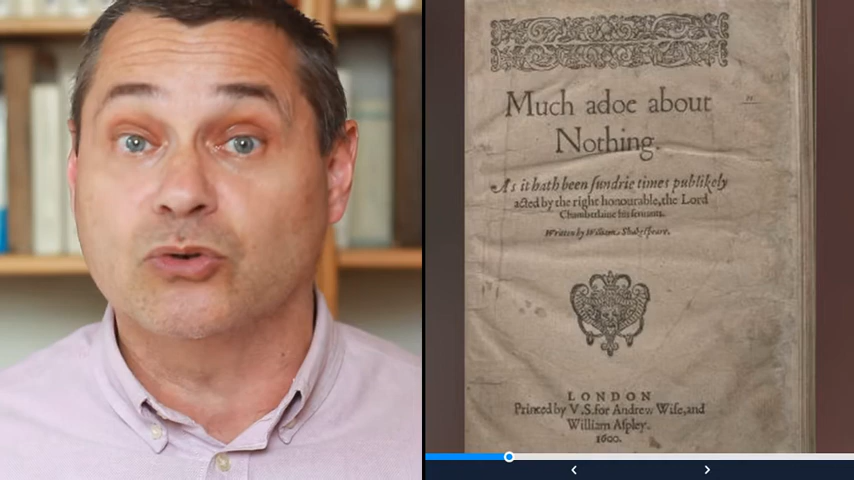 Much adoe about
Nothing.
As it hath been sundrie times publikely
acted by the right honourable, the Lord
Chamberlaine his seruants.
Written by William Shakespeare.
LONDON
Printed by V.S. for Andrew Wise, and
William Aspley.
1600.